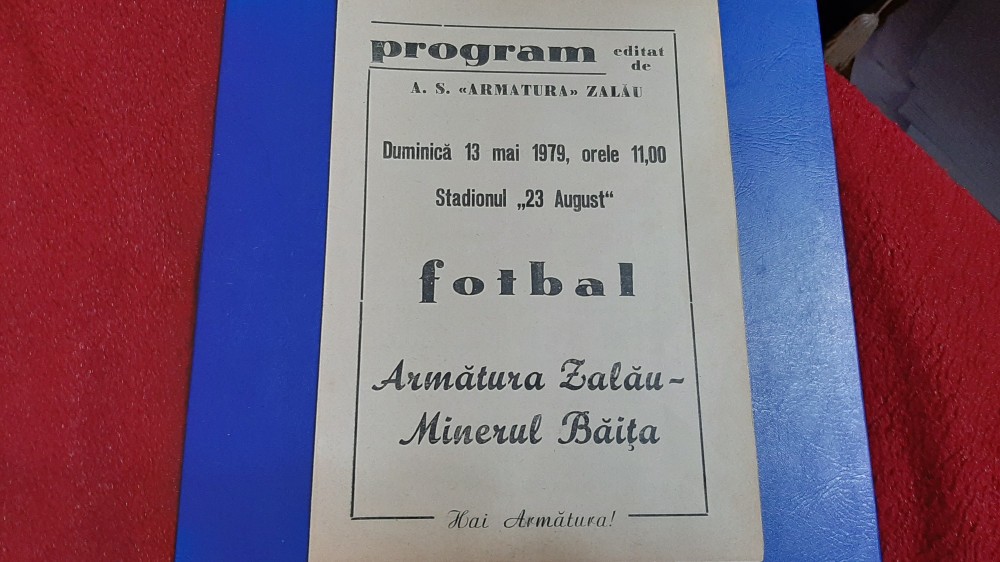 program editat
de
A. S. «ARMATURA» ZALĂU
Duminică 13 mai 1979, orele 11,00
Stadionul „23 August“
fotbal
Armătura Zalău-
Minerul Băița
Hai Armătura!